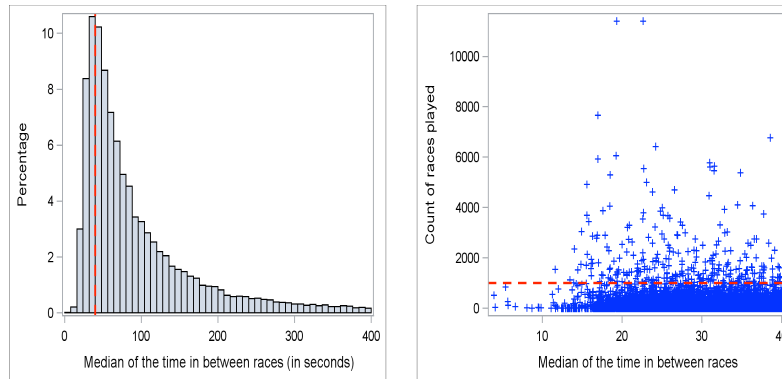 10
8
6
4
2
0
Percentage
0 100 200 300 400
Median of the time in between races (in seconds)
10000
8000
6000
4000
2000
0
Count of races played
10 20 30 40
Median of the time in between races